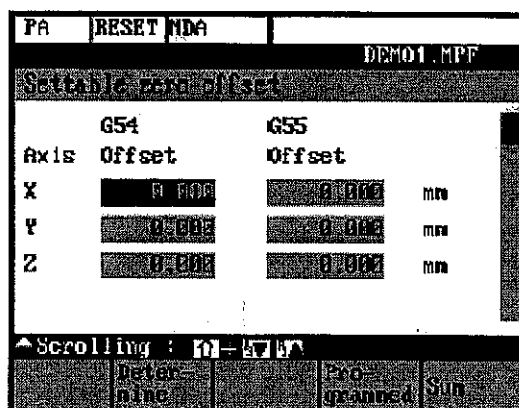 PA RESET MDA
DEMO1.MPF
Settable zero offset
G54 G55
Axis Offset Offset
X 0.000 0.000 mm
Y 0.000 0.000 mm
Z 0.000 0.000 mm
Scrolling :
Deter-
mine
Pro-
grammed
Sum